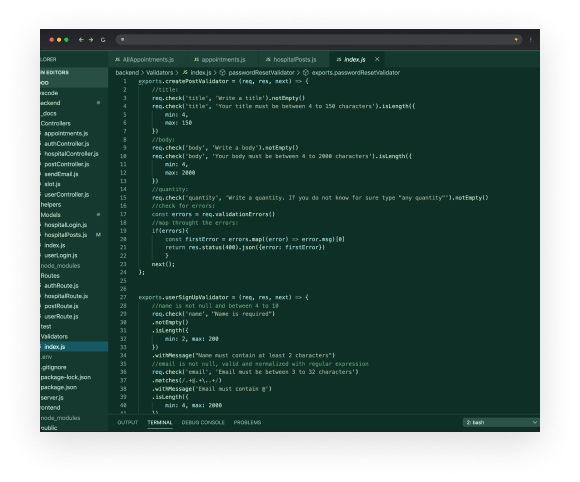 LORER
AllAppointments.js
appointments.js
hospitalPosts.js
index.js
N EDITORS
OD
scode
ackend
_docs
Controllers
appointments.js
authController.js
hospitalController.js
postController.js
sendEmail.js
slot.js
userController.js
helpers
Models
hospitalLogin.js
hospitalPosts.js M
index.js
userLogin.js
node_modules
Routes
authRoute.js
hospitalRoute.js
postRoute.js
userRoute.js
test
Validators
index.js
.env
.gitignore
package-lock.json
package.json
server.js
rontend
node_modules
public
backend > Validators > JS index.js > passwordResetValidator > exports.passwordResetValidator
1 exports.createPostValidator = (req, res, next) => {
2 //title:
3 req.check('title', 'Write a title').notEmpty()
4 req.check('title', 'Your title must be between 4 to 150 characters').isLength({
5 min: 4,
6 max: 150
7 })
8 //body:
9 req.check('body', 'Write a body').notEmpty()
10 req.check('body', 'Your body must be between 4 to 2000 characters').isLength({
11 min: 4,
12 max: 2000
13 })
14 //quantity:
15 req.check('quantity', 'Write a quantity. If you do not know for sure type "any quantity"').notEmpty()
16 //check for errors:
17 const errors = req.validationErrors()
18 //map throught the errors:
19 if(errors){
20 const firstError = errors.map((error) => error.msg)[0]
21 return res.status(400).json({error: firstError})
22 }
23 next();
24 };
25
26
27 exports.userSignUpValidator = (req, res, next) => {
28 //name is not null and between 4 to 10
29 req.check('name', "Name is required")
30 .notEmpty()
31 .isLength({
32 min: 2, max: 280
33 })
34 .withMessage("Name must contain at least 2 characters")
35 //email is not null, valid and normalized with regular expression
36 req.check('email', 'Email must be between 3 to 32 characters')
37 .matches(/.+@.+\..+/)
38 .withMessage('Email must contain @')
39 .isLength({
40 min: 4, max: 2000
41 })
OUTPUT TERMINAL DEBUG CONSOLE PROBLEMS
2: bash